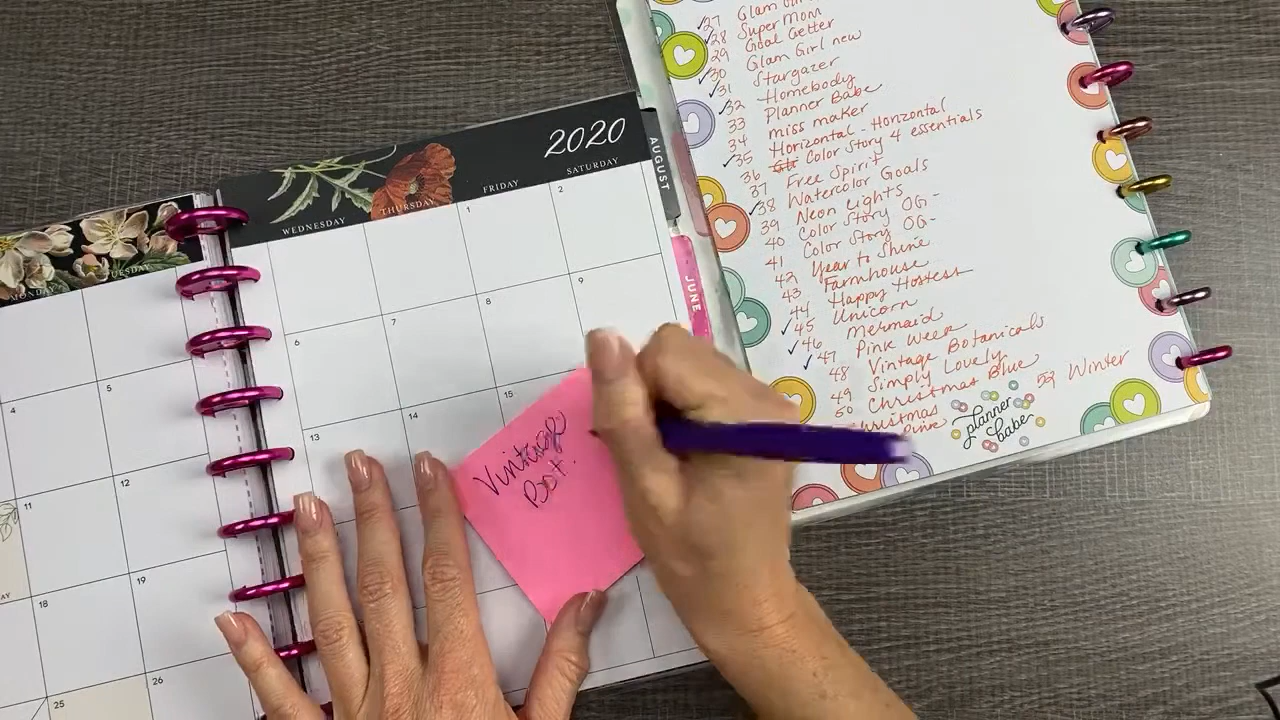 2020
MONDAY
TUESDAY
WEDNESDAY
THURSDAY
FRIDAY
SATURDAY
1
2
4
5
6
7
8
9
11
13
14
15
18
19
25
26
AUGUST
JUNE
Vintage
Bot.
27 Glam
28 Super Mom
29 Goal Getter
30 Glam Girl new
31 Stargazer
32 Homebody
33 Planner Babe
34 miss maker
35 Horizontal - Horizontal
36 Color Story 4 essentials
37 Free Spirit
38 Watercolor Goals
39 Neon Lights
40 Color Story OG-
41 Color Story OG-
42 Year to Shine
43 Farmhouse
44 Happy Hostess
45 Unicorn
46 Mermaid
47 Pink Week
48 Vintage Botanicals
49 Simply Lovely
50 Christmas Blue
Christmas
52 Winter
planner
babe